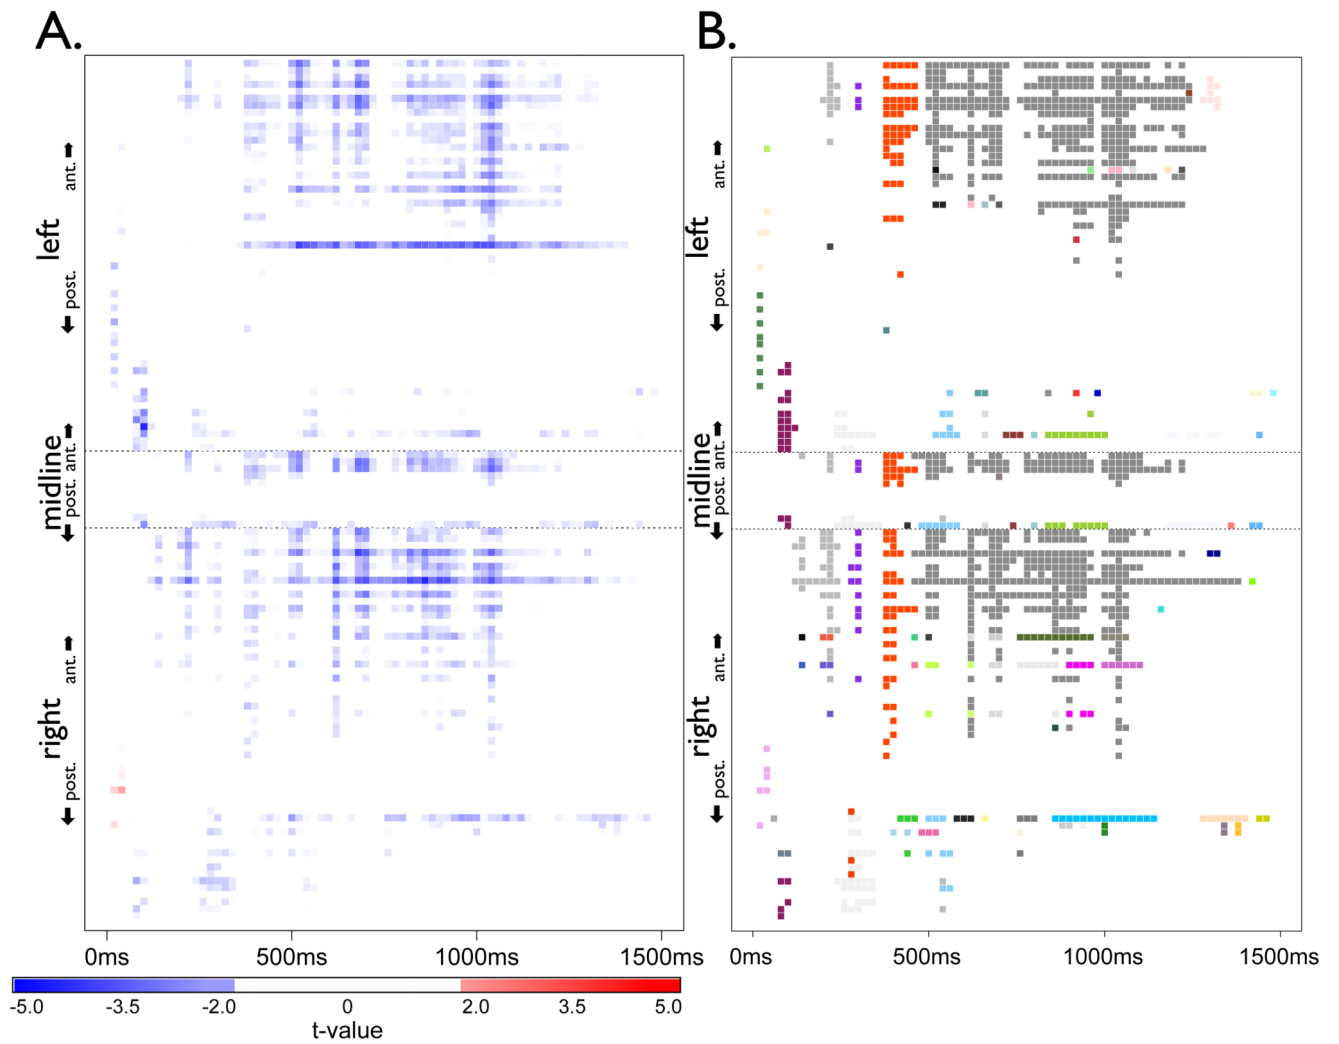 A.
B.
ant.
left
post.
ant.
midline
post.
ant.
right
post.
0ms 500ms 1000ms 1500ms
-5.0 -3.5 -2.0 0 2.0 3.5 5.0
t-value
ant.
left
post.
ant.
midline
post.
ant.
right
post.
0ms 500ms 1000ms 1500ms